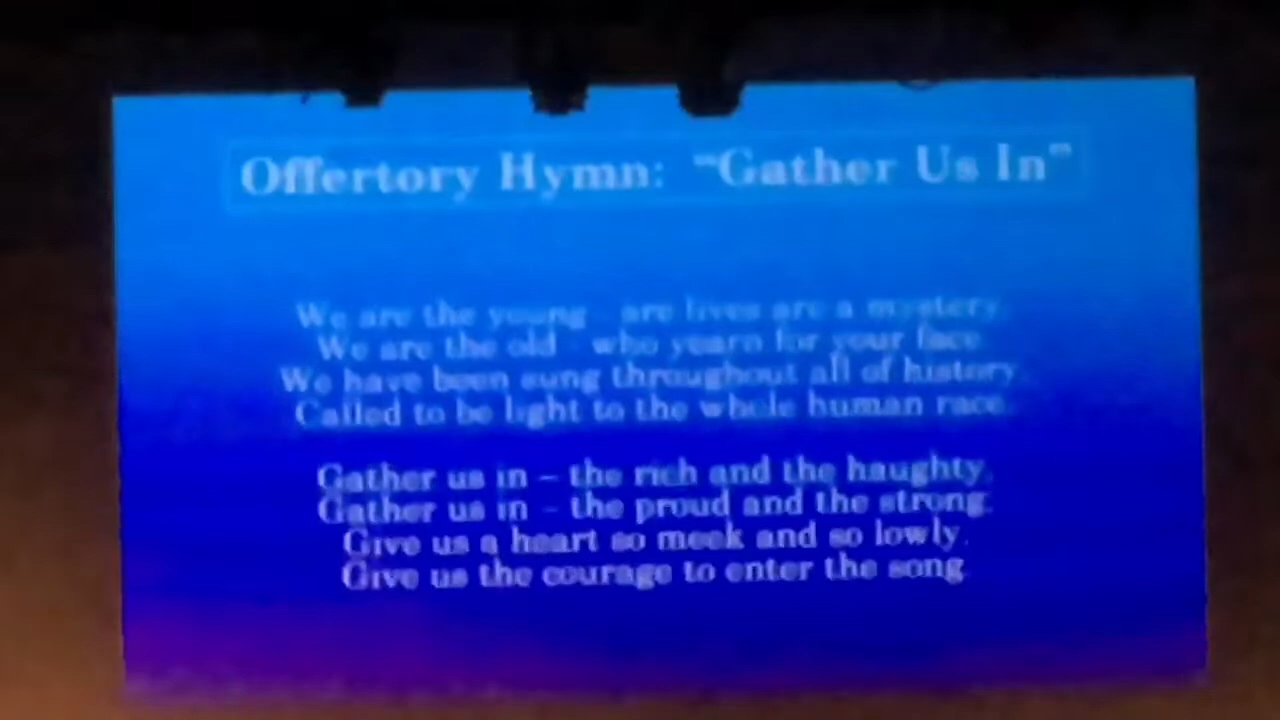 Offertory Hymn: "Gather Us In"
We are the young - are lives are a mystery.
We are the old - who yearn for your face.
We have been sung throughout all of history.
Called to be light to the whole human race.
Gather us in – the rich and the haughty.
Gather us in – the proud and the strong.
Give us a heart so meek and so lowly.
Give us the courage to enter the song.